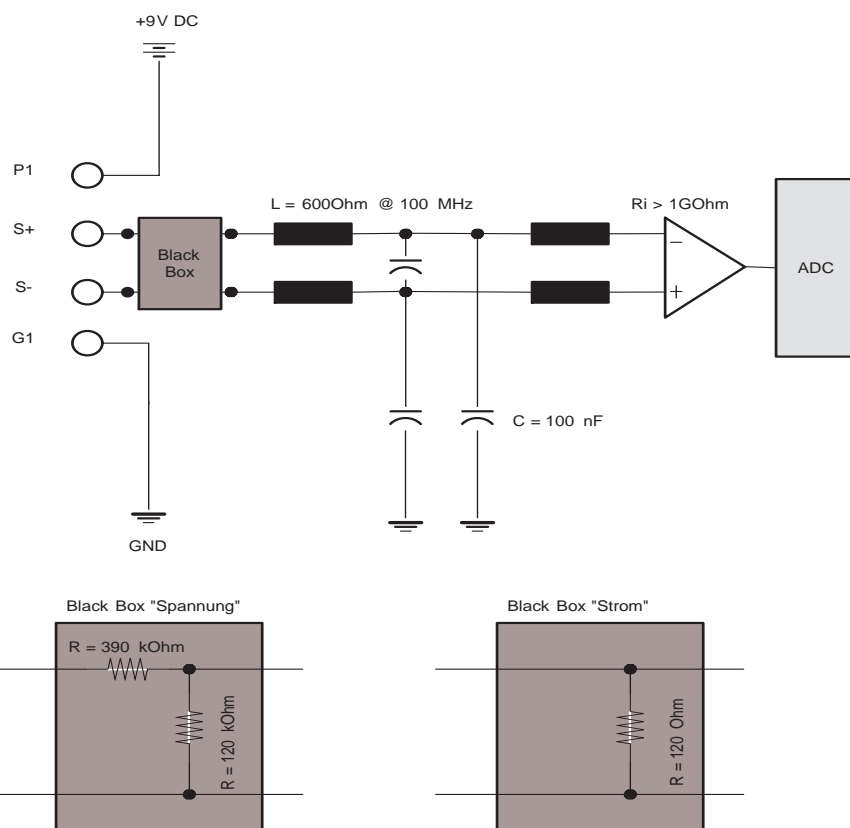 +9V DC
P1
L = 600Ohm @ 100 MHz
Ri > 1GOhm
S+
Black
Box
−
ADC
S-
+
G1
C = 100 nF
GND
Black Box "Spannung"
Black Box "Strom"
R = 390 kOhm
R = 120 kOhm
R = 120 Ohm